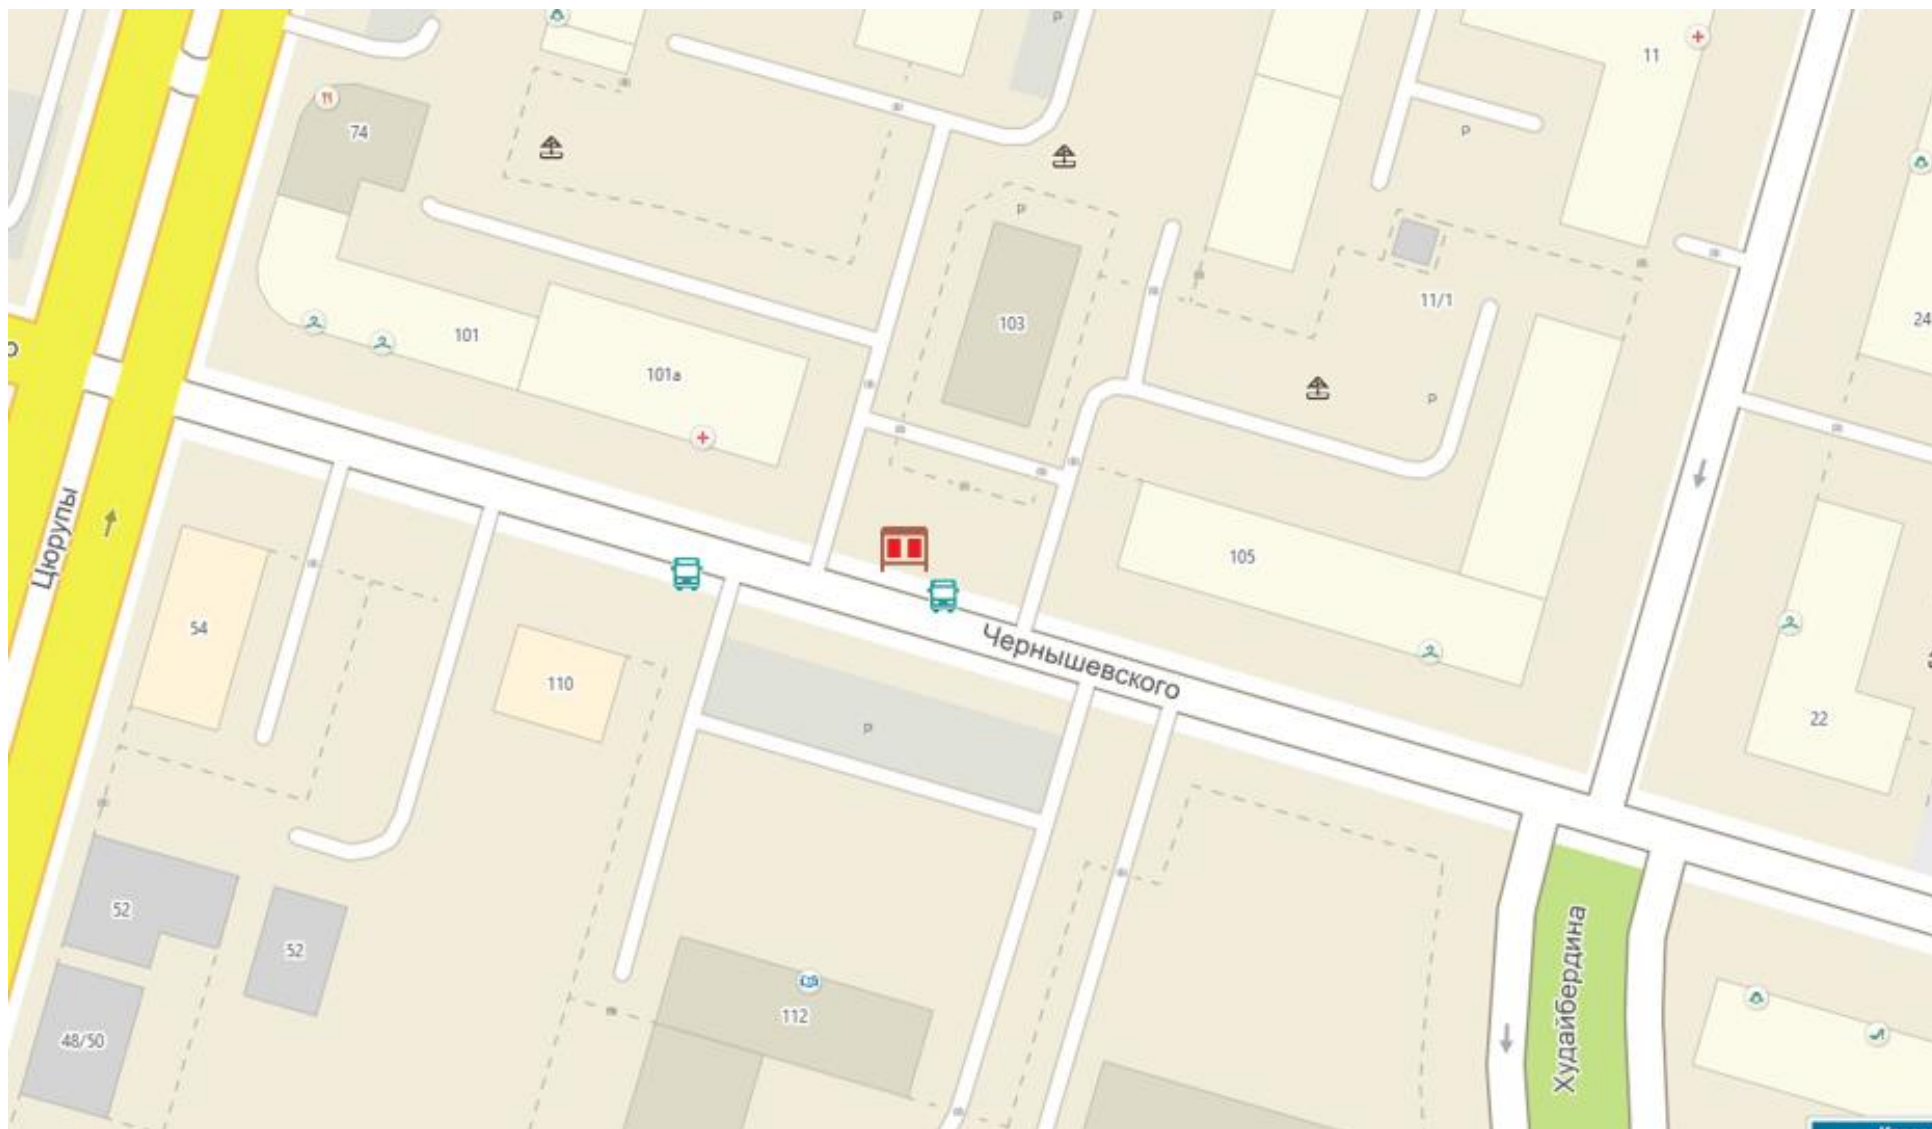 11
P
74
P
P
11/1
103
24
101
101а
P
Цюрупы
105
54
Чернышевского
110
22
P
52
52
Худайбердина
112
48/50